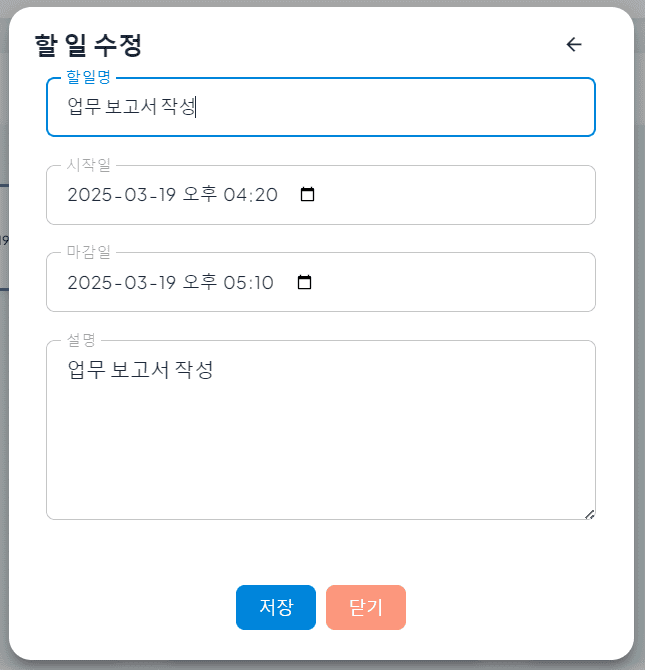 할 일 수정
할일명
업무 보고서 작성
시작일
2025-03-19 오후 04:20
마감일
2025-03-19 오후 05:10
설명
업무 보고서 작성
저장 닫기